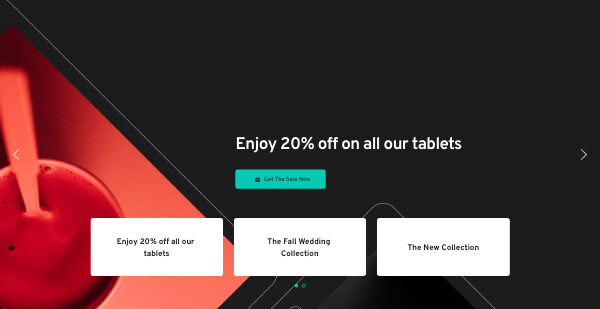 Enjoy 20% off on all our tablets
Get The Sale Now
Enjoy 20% off all our
tablets
The Fall Wedding
Collection
The New Collection